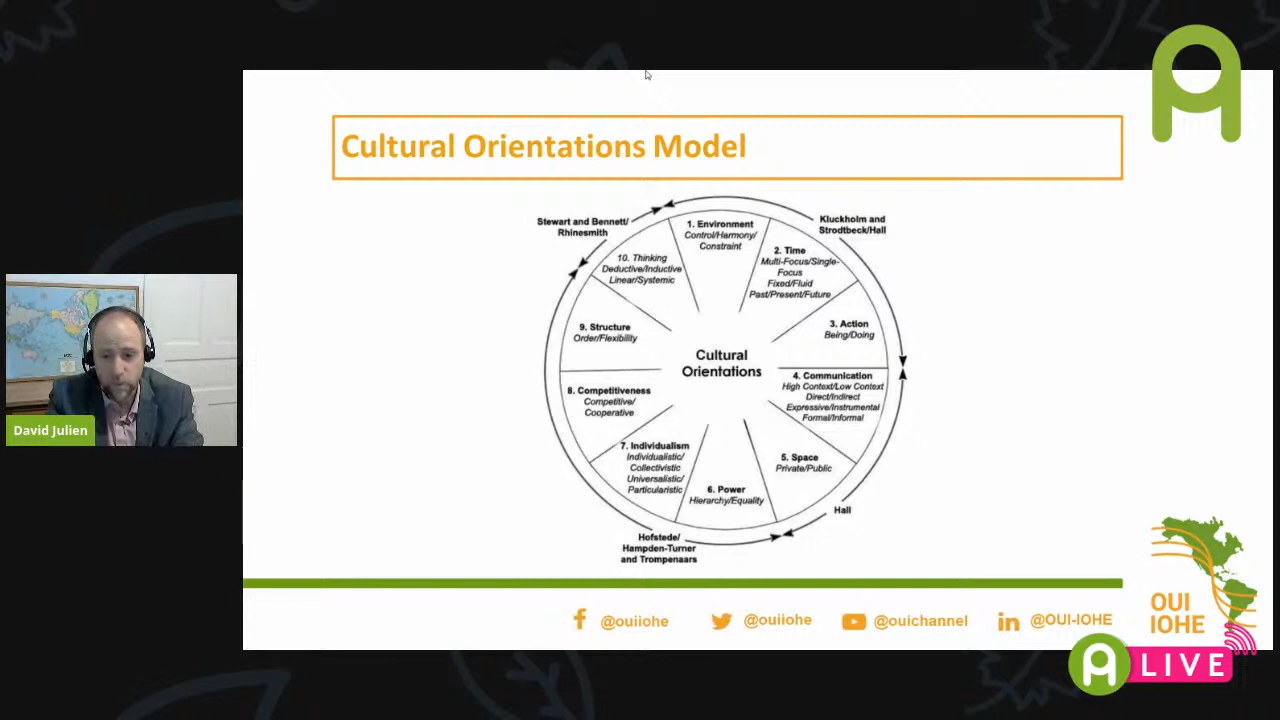 Cultural Orientations Model
Stewart and Bennett/
Rhinesmith
Kluckholm and
Strodtbeck/Hall
1. Environment
Control/Harmony/
Constraint
2. Time
Multi-Focus/Single-
Focus
Fixed/Fluid
Past/Present/Future
3. Action
Being/Doing
4. Communication
High Context/Low Context
Direct/Indirect
Expressive/Instrumental
Formal/Informal
5. Space
Private/Public
6. Power
Hierarchy/Equality
7. Individualism
Individualistic/
Collectivistic
Universalistic/
Particularistic
8. Competitiveness
Competitive/
Cooperative
9. Structure
Order/Flexibility
10. Thinking
Deductive/Inductive
Linear/Systemic
Cultural
Orientations
Hall
Hofstede/
Hampden-Turner
and Trompenaars
David Julien
@ouiiohe
@ouiiohe
@ouichannel
@OUI-IOHE
OUI
IOHE
LIVE